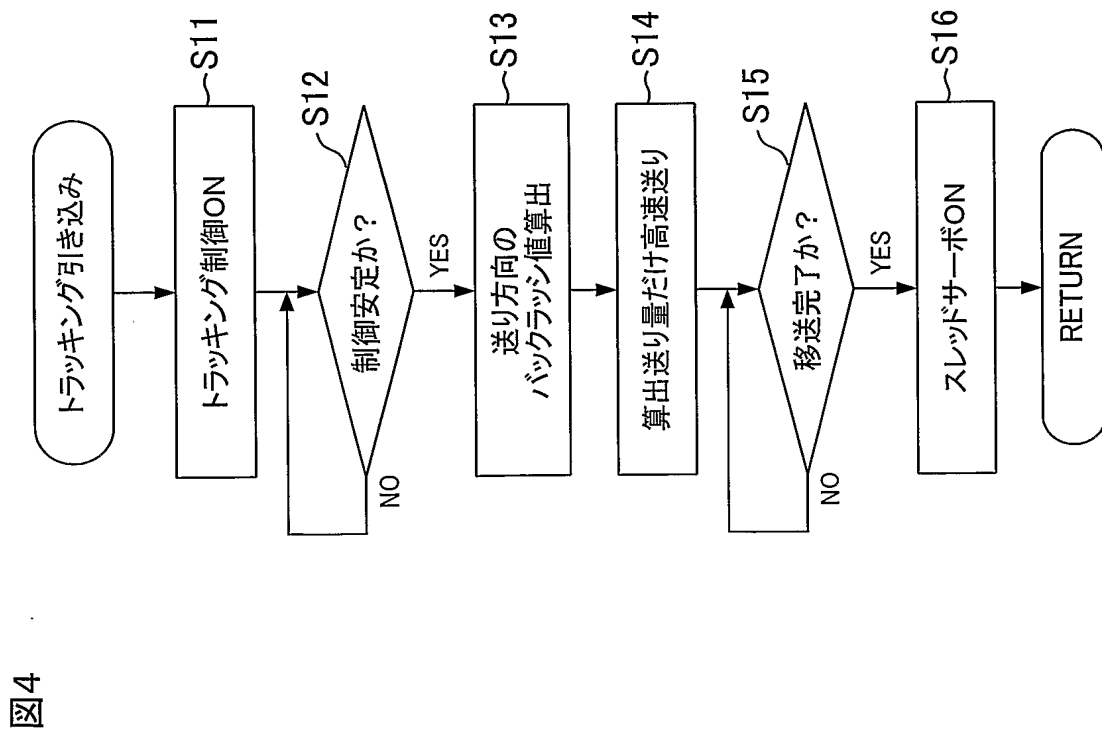 図4
トラッキング引き込み
S11
トラッキング制御ON
S12
制御安定か？
NO
YES
S13
送り方向の
バックラッシ値算出
S14
算出送り量だけ高速送り
S15
移送完了か？
NO
YES
S16
スレッドサーボON
RETURN